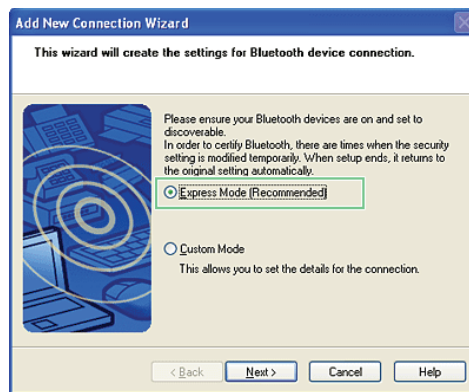 Add New Connection Wizard
This wizard will create the settings for Bluetooth device connection.
Please ensure your Bluetooth devices are on and set to
discoverable.
In order to certify Bluetooth, there are times when the security
setting is modified temporarily. When setup ends, it returns to
the original setting automatically.
Express Mode (Recommended)
Custom Mode
This allows you to set the details for the connection.
< Back Next > Cancel Help